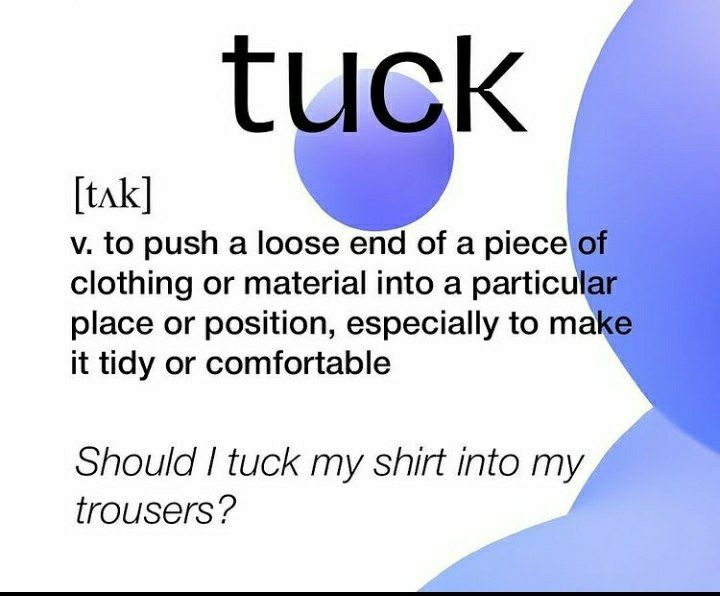 tuck
[tʌk]
v. to push a loose end of a piece of
clothing or material into a particular
place or position, especially to make
it tidy or comfortable
Should I tuck my shirt into my
trousers?